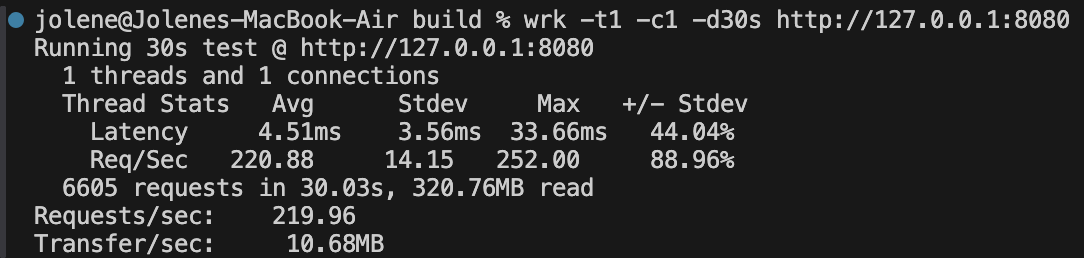 jolene@Jolenes-MacBook-Air build % wrk -t1 -c1 -d30s http://127.0.0.1:8080
Running 30s test @ http://127.0.0.1:8080
  1 threads and 1 connections
  Thread Stats   Avg      Stdev     Max   +/- Stdev
    Latency     4.51ms    3.56ms  33.66ms   44.04%
    Req/Sec   220.88     14.15   252.00     88.96%
  6605 requests in 30.03s, 320.76MB read
Requests/sec:    219.96
Transfer/sec:     10.68MB